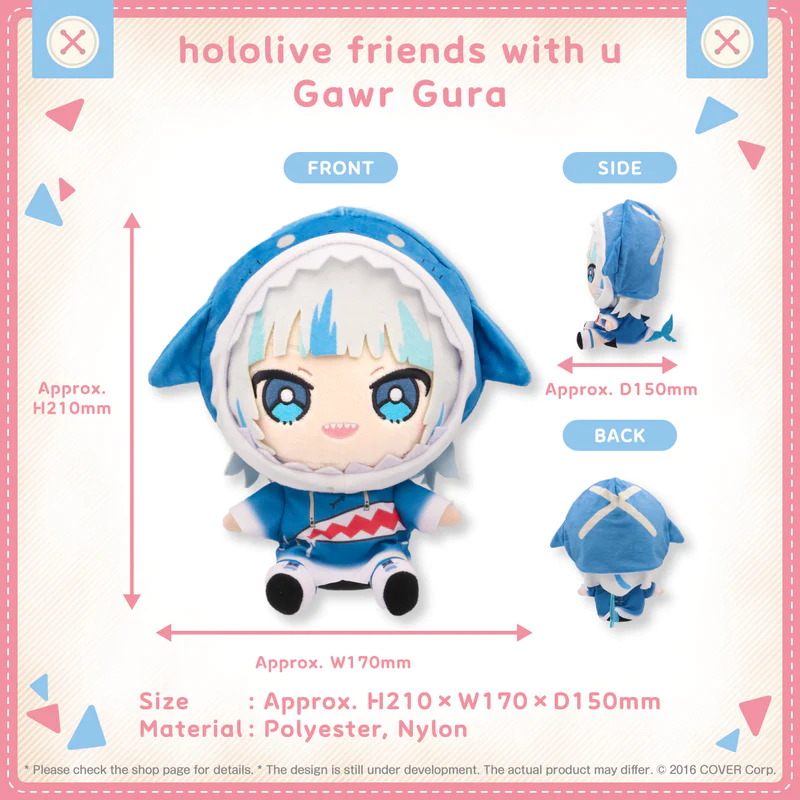 hololive friends with u
Gawr Gura
FRONT
SIDE
Approx.
H210mm
Approx. D150mm
BACK
Approx. W170mm
Size : Approx. H210×W170×D150mm
Material : Polyester, Nylon
* Please check the shop page for details. * The design is still under development. The actual product may differ. © 2016 COVER Corp.